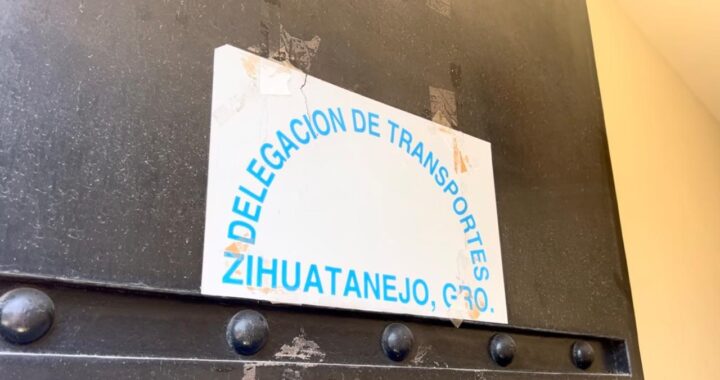 DELEGACION DE TRANSPORTES
ZIHUATANEJO, GRO.